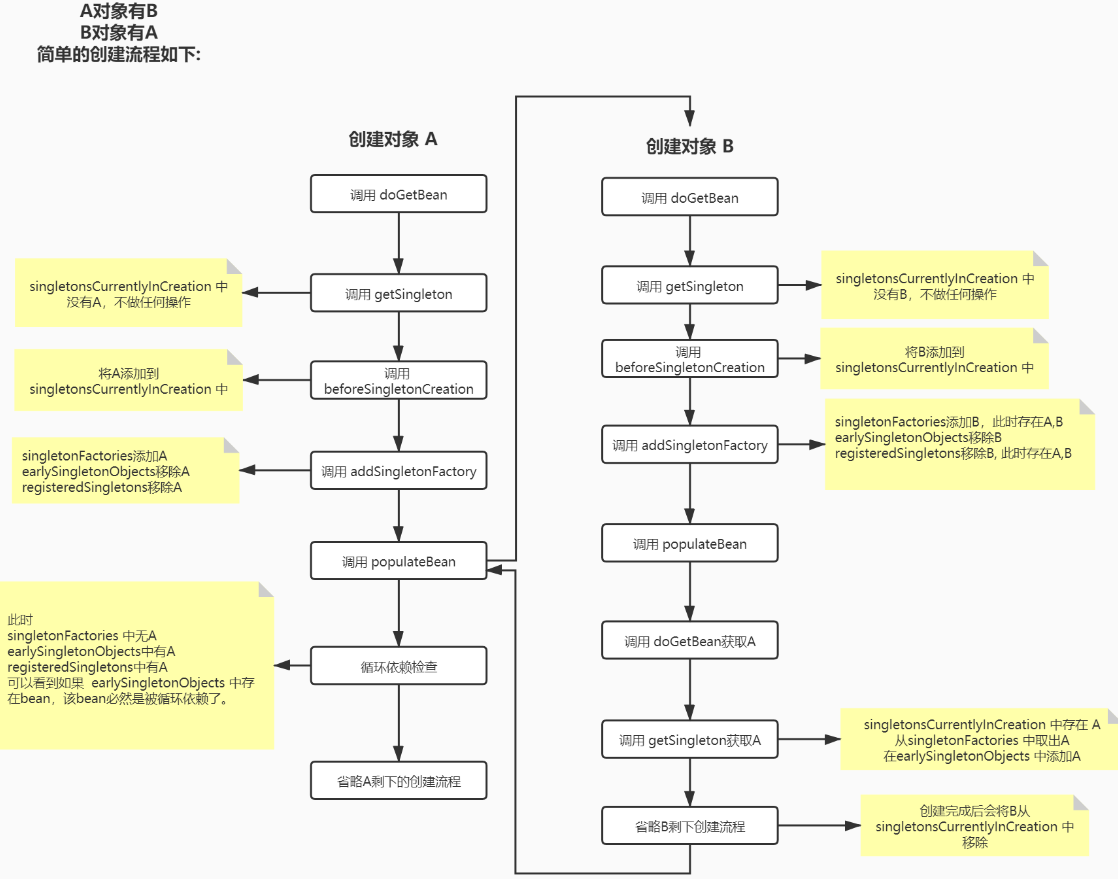 A对象有B
B对象有A
简单的创建流程如下:
创建对象 A
调用 doGetBean
调用 getSingleton
singletonsCurrentlyInCreation 中
没有A，不做任何操作
调用
beforeSingletonCreation
将A添加到
singletonsCurrentlyInCreation 中
调用 addSingletonFactory
singletonFactories添加A
earlySingletonObjects移除A
registeredSingletons移除A
调用 populateBean
循环依赖检查
此时
singletonFactories 中无A
earlySingletonObjects中有A
registeredSingletons中有A
可以看到如果 earlySingletonObjects 中存
在bean，该bean必然是被循环依赖了。
省略A剩下的创建流程
创建对象 B
调用 doGetBean
调用 getSingleton
singletonsCurrentlyInCreation 中
没有B，不做任何操作
调用
beforeSingletonCreation
将B添加到
singletonsCurrentlyInCreation 中
调用 addSingletonFactory
singletonFactories添加B，此时存在A,B
earlySingletonObjects移除B
registeredSingletons移除B, 此时存在A,B
调用 populateBean
调用 doGetBean获取A
调用 getSingleton获取A
singletonsCurrentlyInCreation 中存在 A
从singletonFactories 中取出A
在earlySingletonObjects 中添加A
省略B剩下创建流程
创建完成后会将B从
singletonsCurrentlyInCreation 中
移除